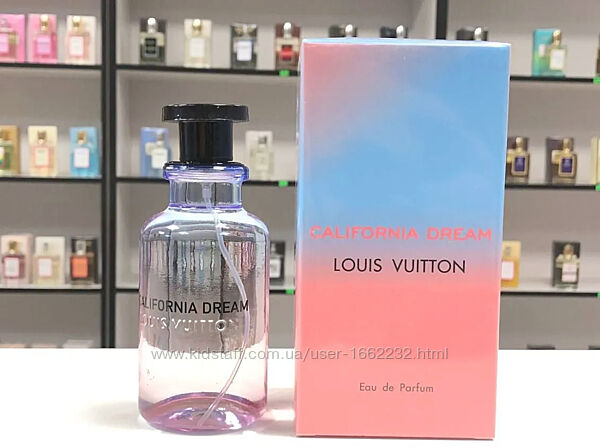 CALIFORNIA DREAM
LOUIS VUITTON
Eau de Parfum
CALIFORNIA DREAM
LOUIS VUITTON
www.kidstaff.com.ua/user-1662232.html